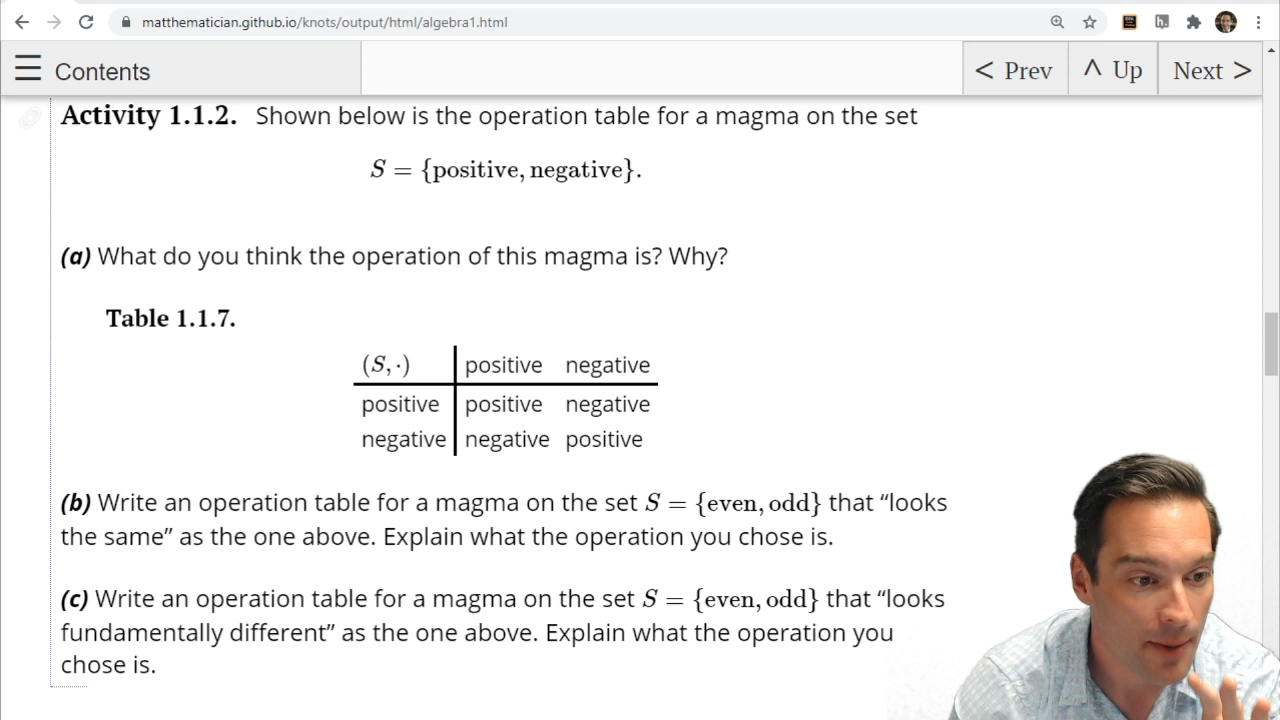 matthematician.github.io/knots/output/html/algebra1.html
☰ Contents
< Prev
^ Up
Next >
Activity 1.1.2. Shown below is the operation table for a magma on the set
S = {positive, negative}.
(a) What do you think the operation of this magma is? Why?
Table 1.1.7.
(S, ·) positive negative
positive positive negative
negative negative positive
(b) Write an operation table for a magma on the set S = {even, odd} that “looks
the same” as the one above. Explain what the operation you chose is.
(c) Write an operation table for a magma on the set S = {even, odd} that “looks
fundamentally different” as the one above. Explain what the operation you
chose is.